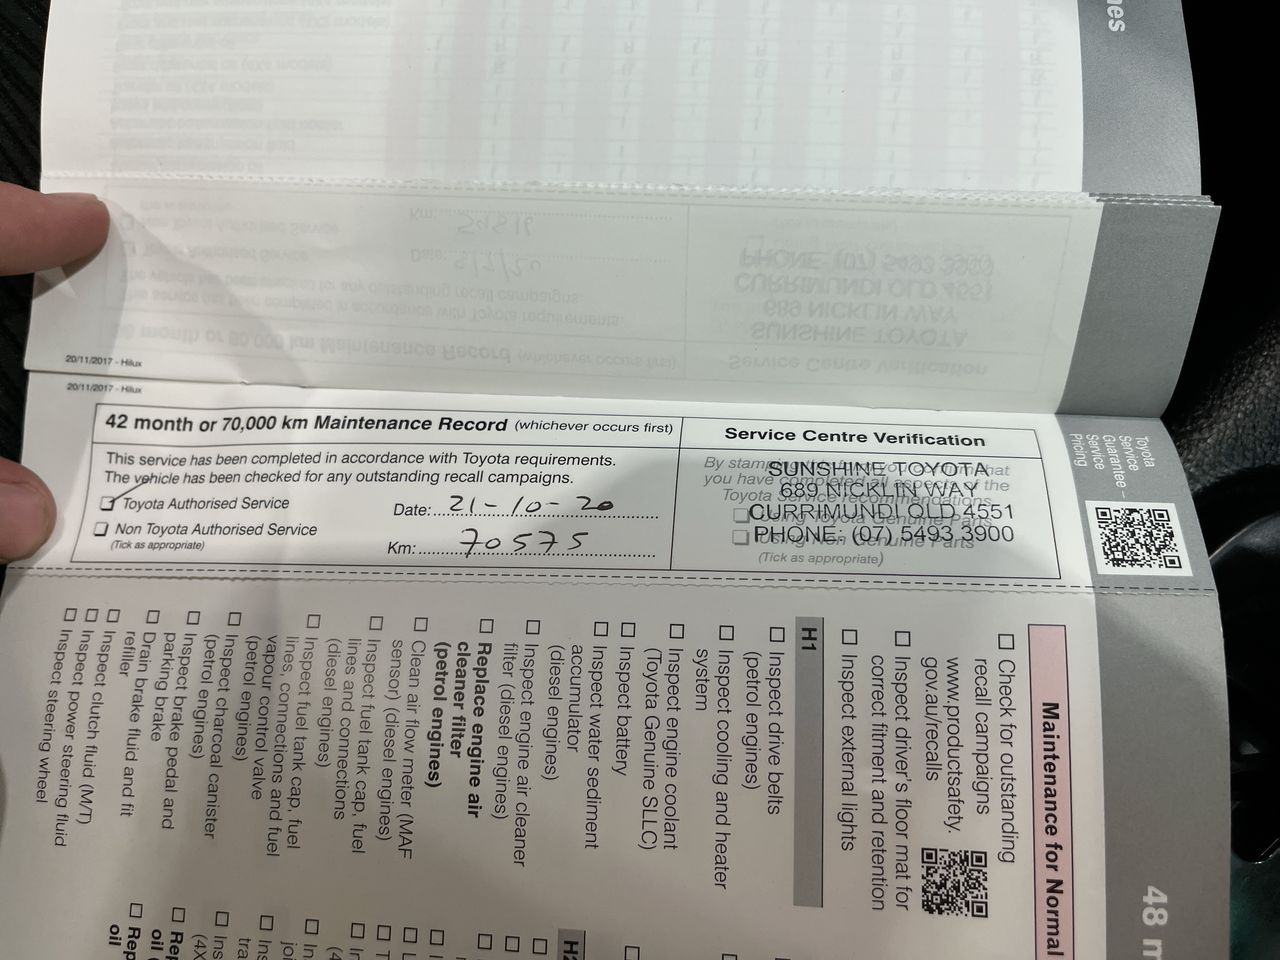 nes
20/11/2017 - Hilux
20/11/2017 - Hilux
42 month or 70,000 km Maintenance Record (whichever occurs first)
This service has been completed in accordance with Toyota requirements.
The vehicle has been checked for any outstanding recall campaigns.
Toyota Authorised Service
Date: 21-10-20
Non Toyota Authorised Service
(Tick as appropriate)
Km: 70575
Service Centre Verification
SUNSHINE TOYOTA
689 NICKLIN WAY
CURRIMUNDI QLD 4551
PHONE: (07) 5493 3900
(Tick as appropriate)
Toyota
Service
Guarantee –
Service
Pricing
48 m
Maintenance for Normal
Check for outstanding
recall campaigns
www.productsafety.
gov.au/recalls
Inspect driver's floor mat for
correct fitment and retention
Inspect external lights
H1
Inspect drive belts
(petrol engines)
Inspect cooling and heater
system
Inspect engine coolant
(Toyota Genuine SLLC)
Inspect battery
Inspect water sediment
accumulator
(diesel engines)
Inspect engine air cleaner
filter (diesel engines)
Replace engine air
cleaner filter
(petrol engines)
Clean air flow meter (MAF
sensor) (diesel engines)
Inspect fuel tank cap, fuel
lines and connections
(diesel engines)
Inspect fuel tank cap, fuel
lines, connections and fuel
vapour control valve
(petrol engines)
Inspect charcoal canister
(petrol engines)
Inspect brake pedal and
parking brake
Drain brake fluid and fit
refiller
Inspect clutch fluid (M/T)
Inspect power steering fluid
Inspect steering wheel